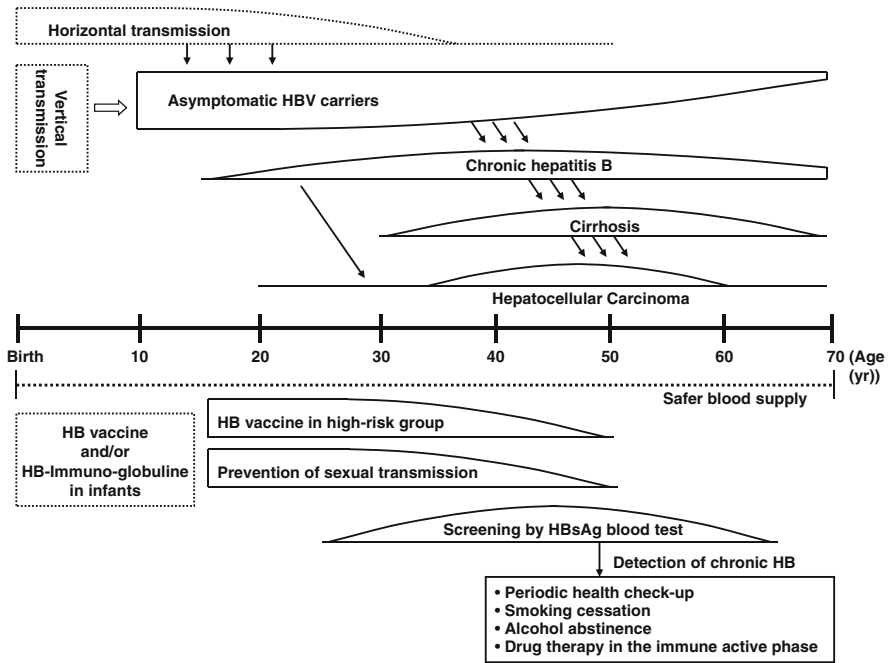 Horizontal transmission
Vertical
transmission
Asymptomatic HBV carriers
Chronic hepatitis B
Cirrhosis
Hepatocellular Carcinoma
Birth 10 20 30 40 50 60 70 (Age
(yr))
Safer blood supply
HB vaccine
and/or
HB-Immuno-globuline
in infants
HB vaccine in high-risk group
Prevention of sexual transmission
Screening by HBsAg blood test
Detection of chronic HB
• Periodic health check-up
• Smoking cessation
• Alcohol abstinence
• Drug therapy in the immune active phase